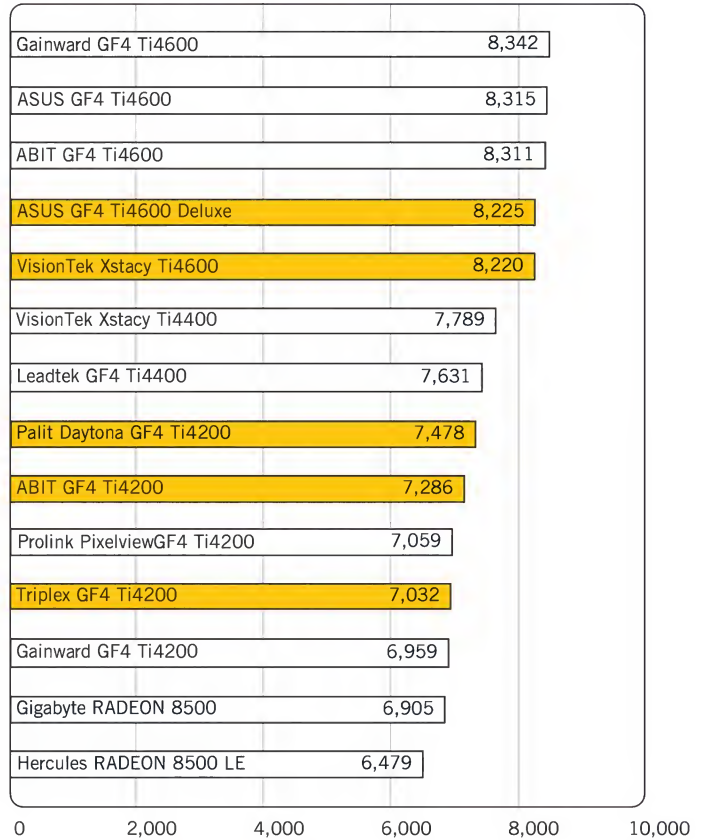 Gainward GF4 Ti4600 8,342
ASUS GF4 Ti4600 8,315
ABIT GF4 Ti4600 8,311
ASUS GF4 Ti4600 Deluxe 8,225
VisionTek Xstacy Ti4600 8,220
VisionTek Xstacy Ti4400 7,789
Leadtek GF4 Ti4400 7,631
Palit Daytona GF4 Ti4200 7,478
ABIT GF4 Ti4200 7,286
Prolink PixelviewGF4 Ti4200 7,059
Triplex GF4 Ti4200 7,032
Gainward GF4 Ti4200 6,959
Gigabyte RADEON 8500 6,905
Hercules RADEON 8500 LE 6,479
0 2,000 4,000 6,000 8,000 10,000